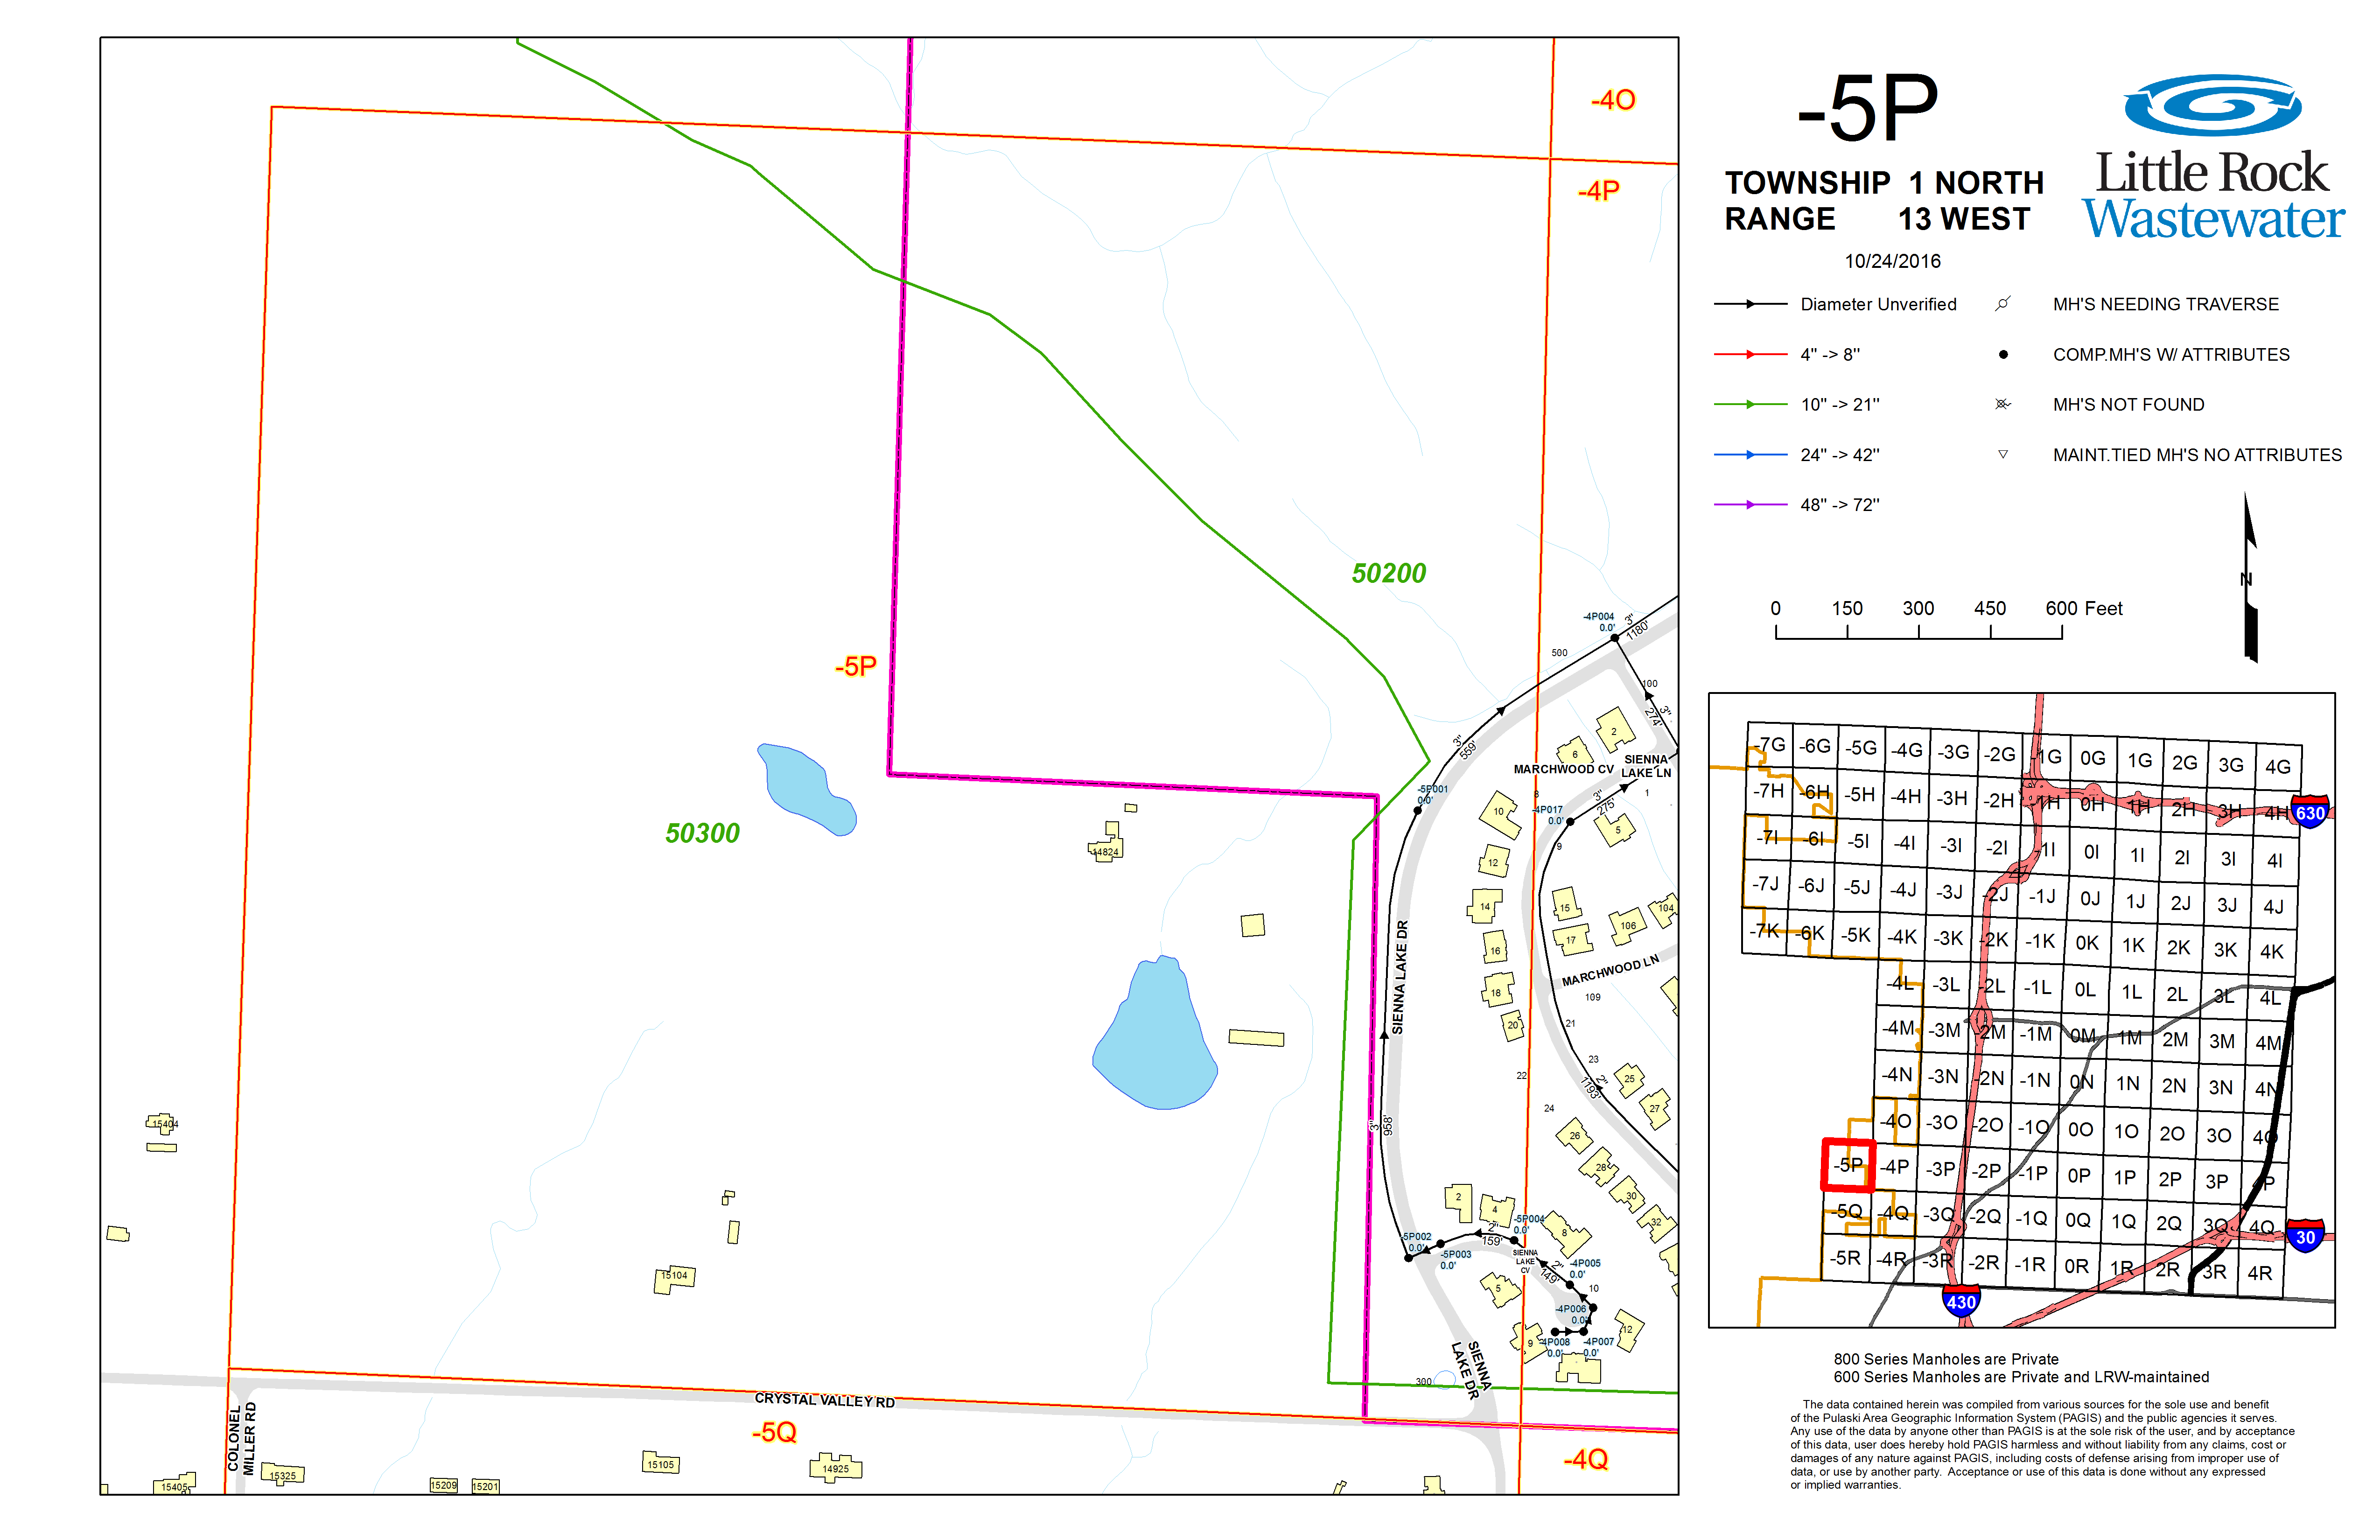 -4O
-4P
-5P
50200
50300
-4P004
0.0'
3"
1180'
500
100
3"
274'
3"
559'
2
6
MARCHWOOD CV
SIENNA
LAKE LN
-5P001
0.0'
8
-4P017
0.0'
3"
275'
1
10
5
9
12
14824
14
15
104
106
16
17
SIENNA LAKE DR
MARCHWOOD LN
18
109
20
21
23
22
2"
1193'
25
24
27
3"
958'
15404
26
28
30
32
2
4
2"
159'
-5P004
0.0'
8
-5P002
0.0'
-5P003
0.0'
SIENNA
LAKE
CV
2"
149'
-4P005
0.0'
15104
5
10
-4P006
0.0'
12
9
-4P008
0.0'
-4P007
0.0'
SIENNA
LAKE DR
300
CRYSTAL VALLEY RD
COLONEL
MILLER RD
-5Q
-4Q
15405
15325
15209
15201
15105
14925
-5P
TOWNSHIP 1 NORTH
RANGE 13 WEST
10/24/2016
Little Rock
Wastewater
Diameter Unverified
4" -> 8"
10" -> 21"
24" -> 42"
48" -> 72"
MH'S NEEDING TRAVERSE
COMP.MH'S W/ ATTRIBUTES
MH'S NOT FOUND
MAINT.TIED MH'S NO ATTRIBUTES
N
0 150 300 450 600 Feet
-7G -6G -5G -4G -3G -2G -1G 0G 1G 2G 3G 4G
-7H -6H -5H -4H -3H -2H -1H 0H 1H 2H 3H 4H 630
-7I -6I -5I -4I -3I -2I -1I 0I 1I 2I 3I 4I
-7J -6J -5J -4J -3J -2J -1J 0J 1J 2J 3J 4J
-7K -6K -5K -4K -3K -2K -1K 0K 1K 2K 3K 4K
-4L -3L -2L -1L 0L 1L 2L 3L 4L
-4M -3M -2M -1M 0M 1M 2M 3M 4M
-4N -3N -2N -1N 0N 1N 2N 3N 4N
-4O -3O -2O -1O 0O 1O 2O 3O 4O
-5P -4P -3P -2P -1P 0P 1P 2P 3P 4P
-5Q -4Q -3Q -2Q -1Q 0Q 1Q 2Q 3Q 4Q 30
-5R -4R -3R -2R -1R 0R 1R 2R 3R 4R
430
800 Series Manholes are Private
600 Series Manholes are Private and LRW-maintained
The data contained herein was compiled from various sources for the sole use and benefit
of the Pulaski Area Geographic Information System (PAGIS) and the public agencies it serves.
Any use of the data by anyone other than PAGIS is at the sole risk of the user, and by acceptance
of this data, user does hereby hold PAGIS harmless and without liability from any claims, cost or
damages of any nature against PAGIS, including costs of defense arising from improper use of
data, or use by another party. Acceptance or use of this data is done without any expressed
or implied warranties.